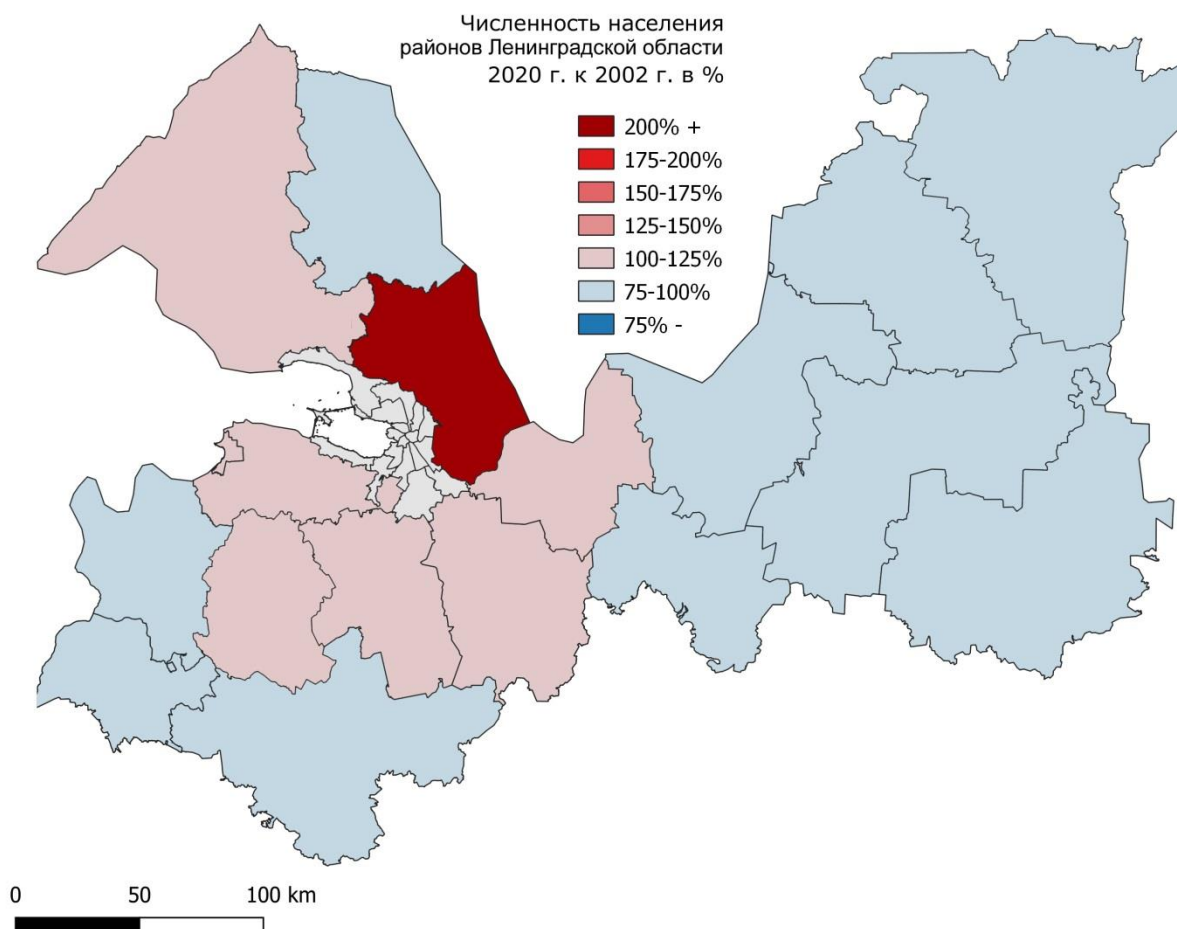 Численность населения
районов Ленинградской области
2020 г. к 2002 г. в %
200% +
175-200%
150-175%
125-150%
100-125%
75-100%
75% -
0 50 100 km